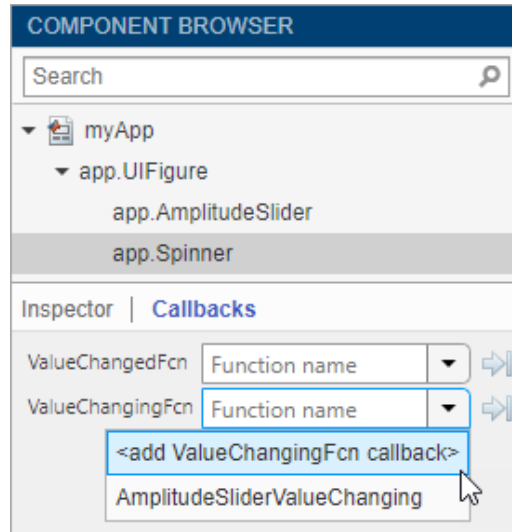 COMPONENT BROWSER
Search
myApp
app.UIFigure
app.AmplitudeSlider
app.Spinner
Inspector | Callbacks
ValueChangedFcn Function name
ValueChangingFcn Function name
<add ValueChangingFcn callback>
AmplitudeSliderValueChanging